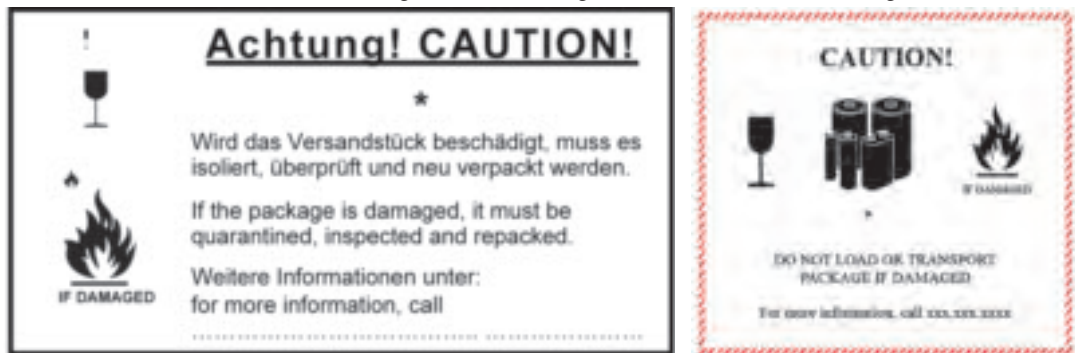 !
Achtung! CAUTION!
*
Wird das Versandstück beschädigt, muss es
isoliert, überprüft und neu verpackt werden.
If the package is damaged, it must be
quarantined, inspected and repacked.
Weitere Informationen unter:
for more information, call
IF DAMAGED
CAUTION!
IF DAMAGED
*
DO NOT LOAD OR TRANSPORT
PACKAGE IF DAMAGED
For more information, call xxx.xxx.xxxx